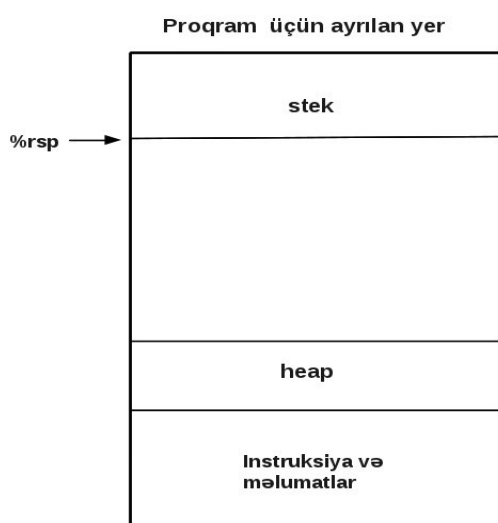 Proqram üçün ayrılan yer
stek
%rsp
heap
Instruksiya və
məlumatlar